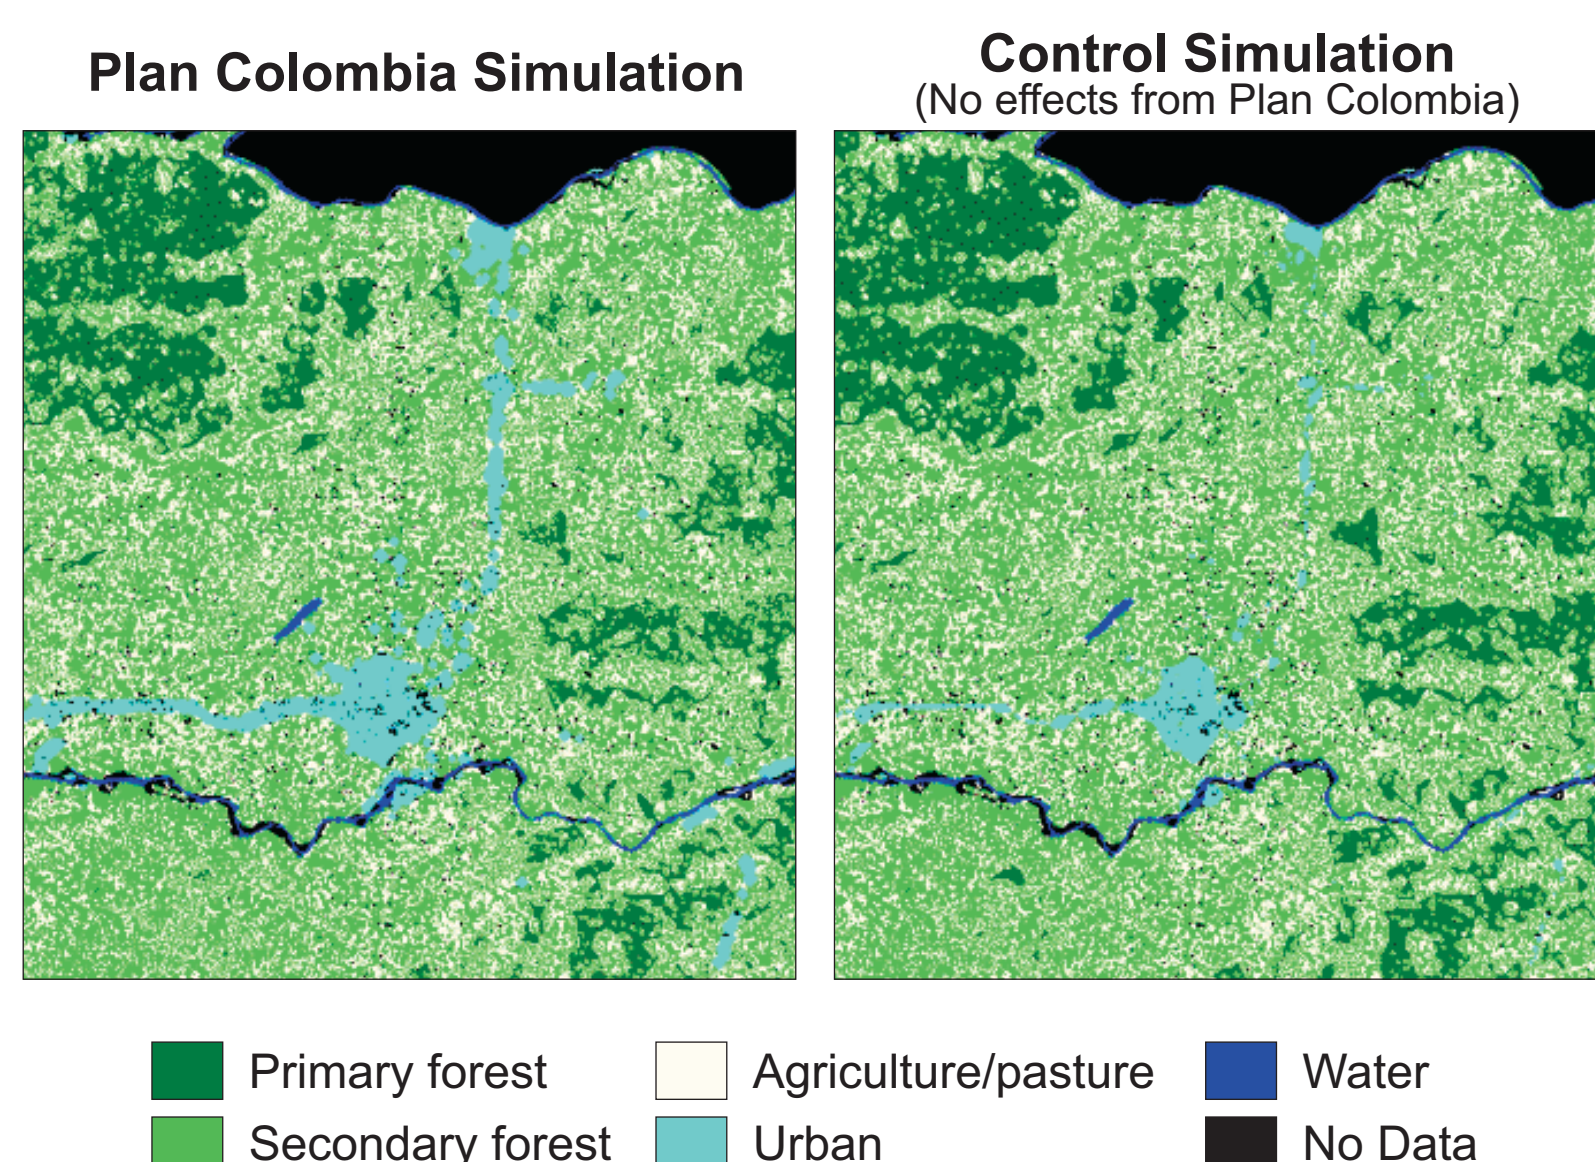 Plan Colombia Simulation
Control Simulation
(No effects from Plan Colombia)
Primary forest
Agriculture/pasture
Water
Secondary forest
Urban
No Data